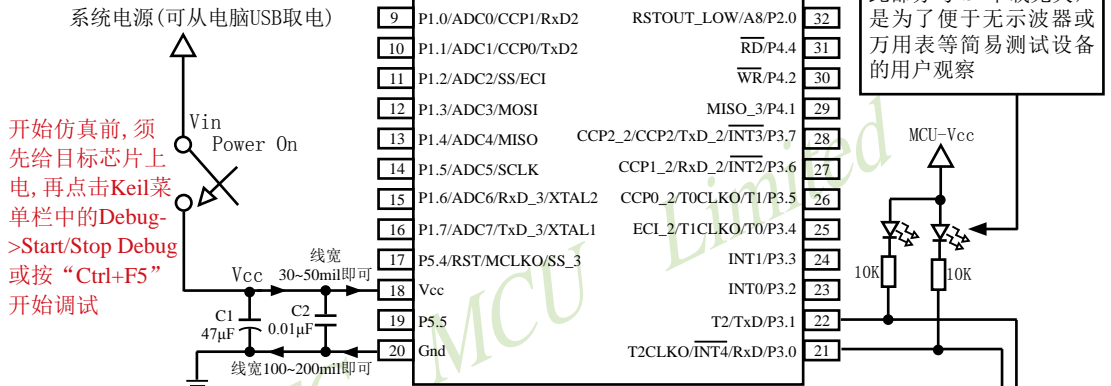 系统电源(可从电脑USB取电)
Vin
Power On
开始仿真前,须
先给目标芯片上
电,再点击Keil菜
单栏中的Debug-
>Start/Stop Debug
或按“Ctrl+F5”
开始调试
Vcc
线宽
30~50mil即可
C1
47μF
C2
0.01μF
线宽100~200mil即可
9 P1.0/ADC0/CCP1/RxD2
10 P1.1/ADC1/CCP0/TxD2
11 P1.2/ADC2/SS/ECI
12 P1.3/ADC3/MOSI
13 P1.4/ADC4/MISO
14 P1.5/ADC5/SCLK
15 P1.6/ADC6/RxD_3/XTAL2
16 P1.7/ADC7/TxD_3/XTAL1
17 P5.4/RST/MCLKO/SS_3
18 Vcc
19 P5.5
20 Gnd
RSTOUT_LOW/A8/P2.0 32
RD/P4.4 31
WR/P4.2 30
MISO_3/P4.1 29
CCP2_2/CCP2/TxD_2/INT3/P3.7 28
CCP1_2/RxD_2/INT2/P3.6 27
CCP0_2/T0CLKO/T1/P3.5 26
ECI_2/T1CLKO/T0/P3.4 25
INT1/P3.3 24
INT0/P3.2 23
T2/TxD/P3.1 22
T2CLKO/INT4/RxD/P3.0 21
是为了便于无示波器或
万用表等简易测试设备
的用户观察
MCU-Vcc
10K
10K
MCU Limited